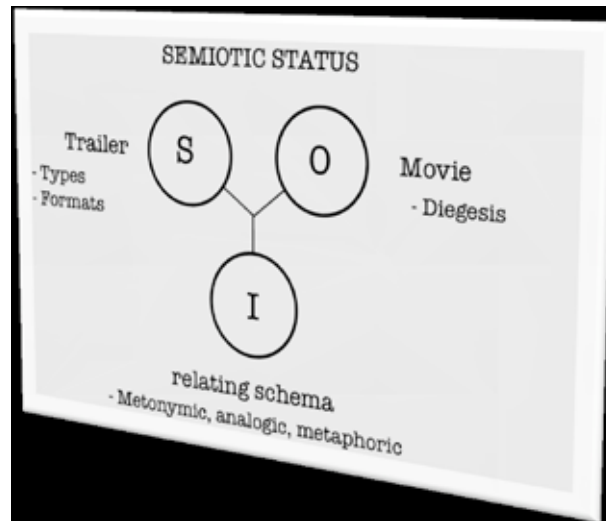 SEMIOTIC STATUS
Trailer
- Types
- Formats
S
O
Movie
- Diegesis
I
relating schema
- Metonymic, analogic, metaphoric